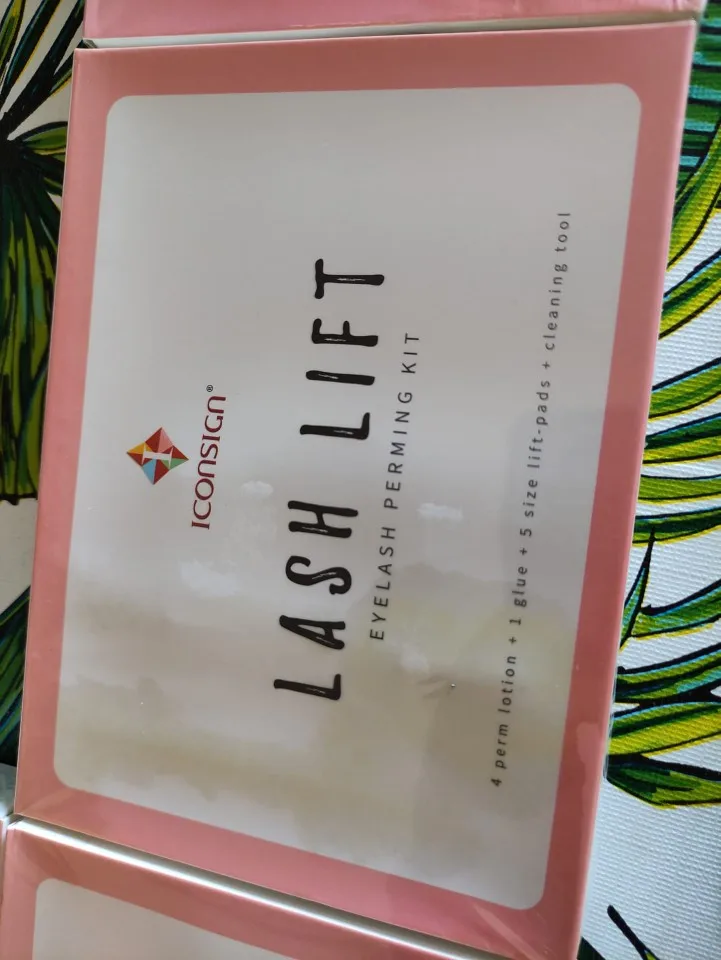 ICONSIGN®
LASH LIFT
EYELASH PERMING KIT
4 perm lotion + 1 glue + 5 size lift-pads + cleaning tool